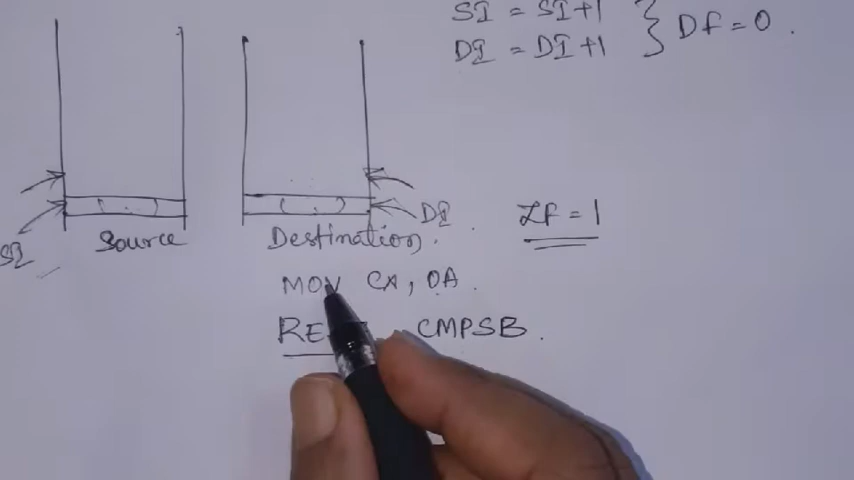 SI = SI+1
DI = DI+1
} DF = 0 .
DI .
ZF = 1
SI
Source
Destination .
MOV CX , 0A .
CMPSB .